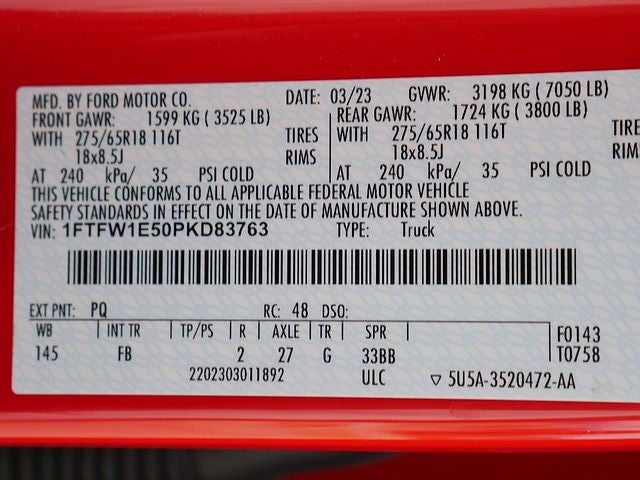 MFD. BY FORD MOTOR CO. DATE: 03/23 GVWR: 3198 KG ( 7050 LB)
FRONT GAWR: 1599 KG ( 3525 LB) REAR GAWR: 1724 KG ( 3800 LB)
WITH 275/65R18 116T TIRES WITH 275/65R18 116T TIRE
18x8.5J RIMS 18x8.5J RIM
AT 240 kPa/ 35 PSI COLD AT 240 kPa/ 35 PSI COLD
THIS VEHICLE CONFORMS TO ALL APPLICABLE FEDERAL MOTOR VEHICLE
SAFETY STANDARDS IN EFFECT ON THE DATE OF MANUFACTURE SHOWN ABOVE.
VIN: 1FTFW1E50PKD83763 TYPE: Truck
EXT PNT: PQ RC: 48 DSO:
WB INT TR TP/PS R AXLE TR SPR F0143
145 FB 2 27 G 33BB T0758
2202303011892 ULC ▽ 5U5A-3520472-AA